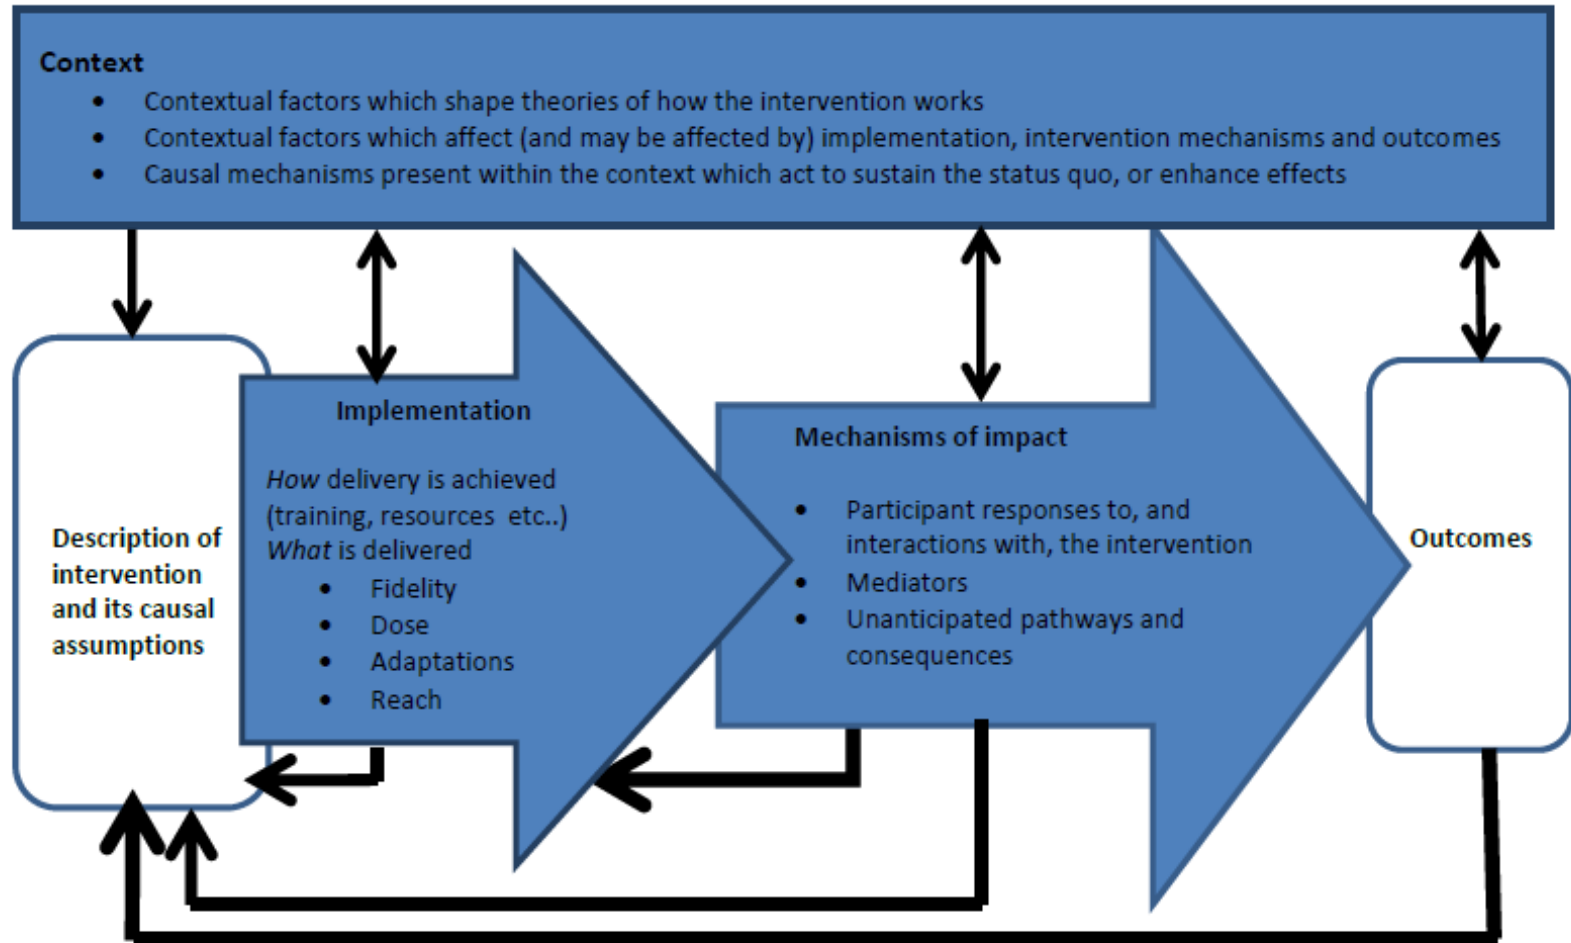 Context
• Contextual factors which shape theories of how the intervention works
• Contextual factors which affect (and may be affected by) implementation, intervention mechanisms and outcomes
• Causal mechanisms present within the context which act to sustain the status quo, or enhance effects
Description of
intervention
and its causal
assumptions
Implementation
How delivery is achieved
(training, resources etc..)
What is delivered
• Fidelity
• Dose
• Adaptations
• Reach
Mechanisms of impact
• Participant responses to, and
interactions with, the intervention
• Mediators
• Unanticipated pathways and
consequences
Outcomes